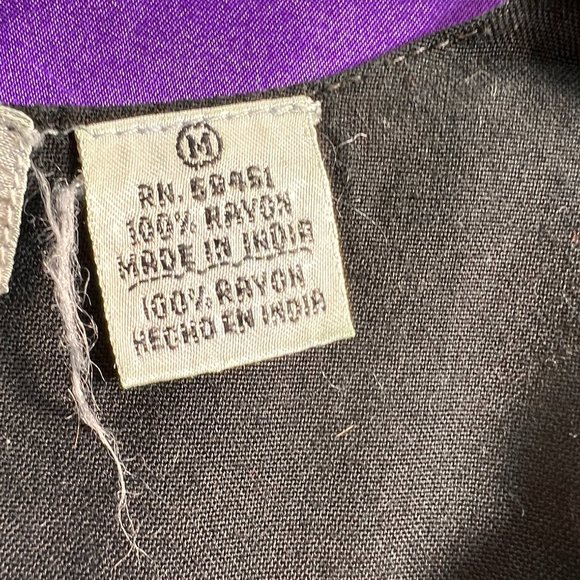 M
RN. 59451
100% RAYON
MADE IN INDIA
100% RAYON
HECHO EN INDIA